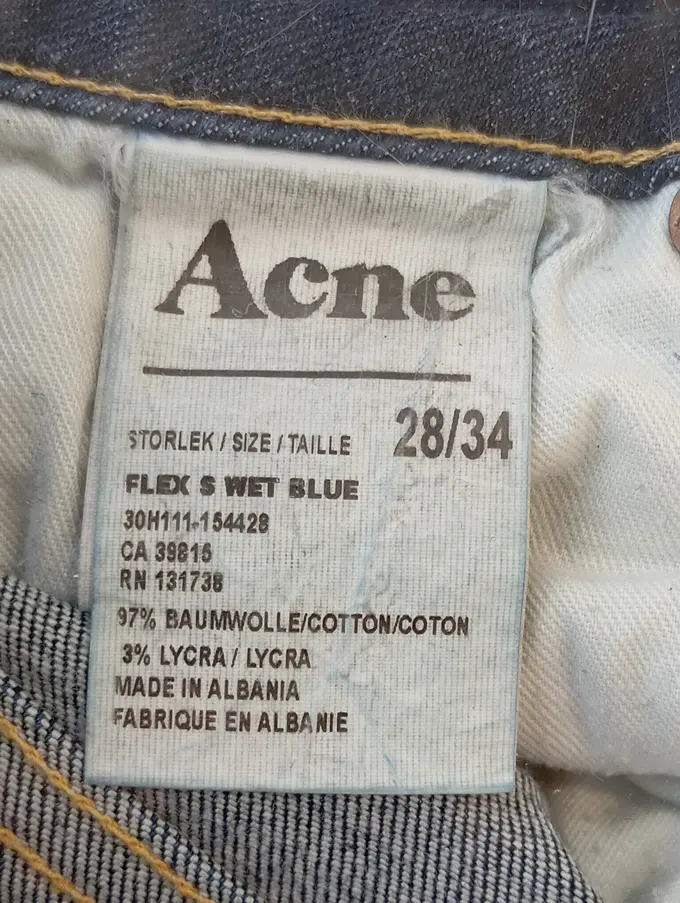 Acne
STORLEK / SIZE / TAILLE 28/34
FLEX S WET BLUE
30H111-154428
CA 39815
RN 131738
97% BAUMWOLLE/COTTON/COTON
3% LYCRA / LYCRA
MADE IN ALBANIA
FABRIQUE EN ALBANIE